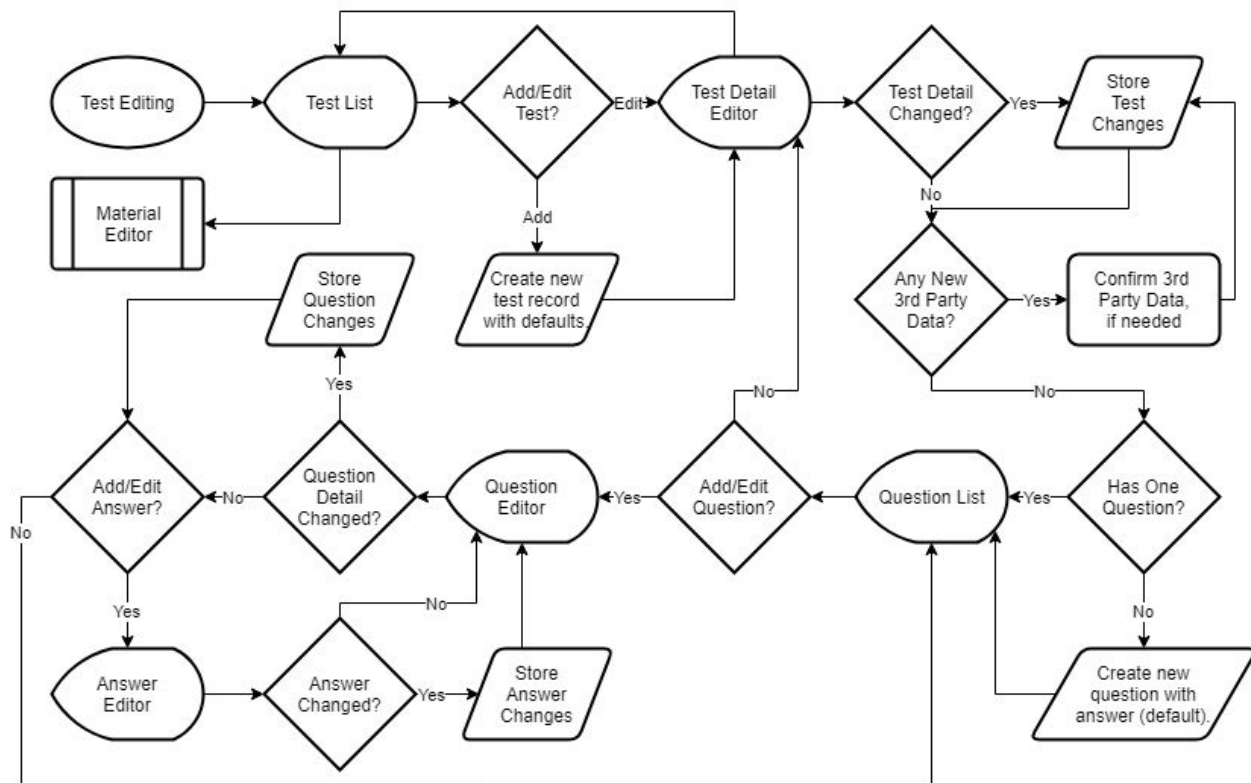 Test Editing
Test List
Add/Edit
Test?
Edit
Test Detail
Editor
Test Detail
Changed?
Yes
Store
Test
Changes
Material
Editor
Add
No
Store
Question
Changes
Create new
test record
with defaults.
Any New
3rd Party
Data?
Yes
Confirm 3rd
Party Data,
if needed
Yes
No
No
Add/Edit
Answer?
No
Question
Detail
Changed?
Question
Editor
Yes
Add/Edit
Question?
Question List
Yes
Has One
Question?
No
Yes
No
No
Answer
Editor
Answer
Changed?
Yes
Store
Answer
Changes
Create new
question with
answer (default).